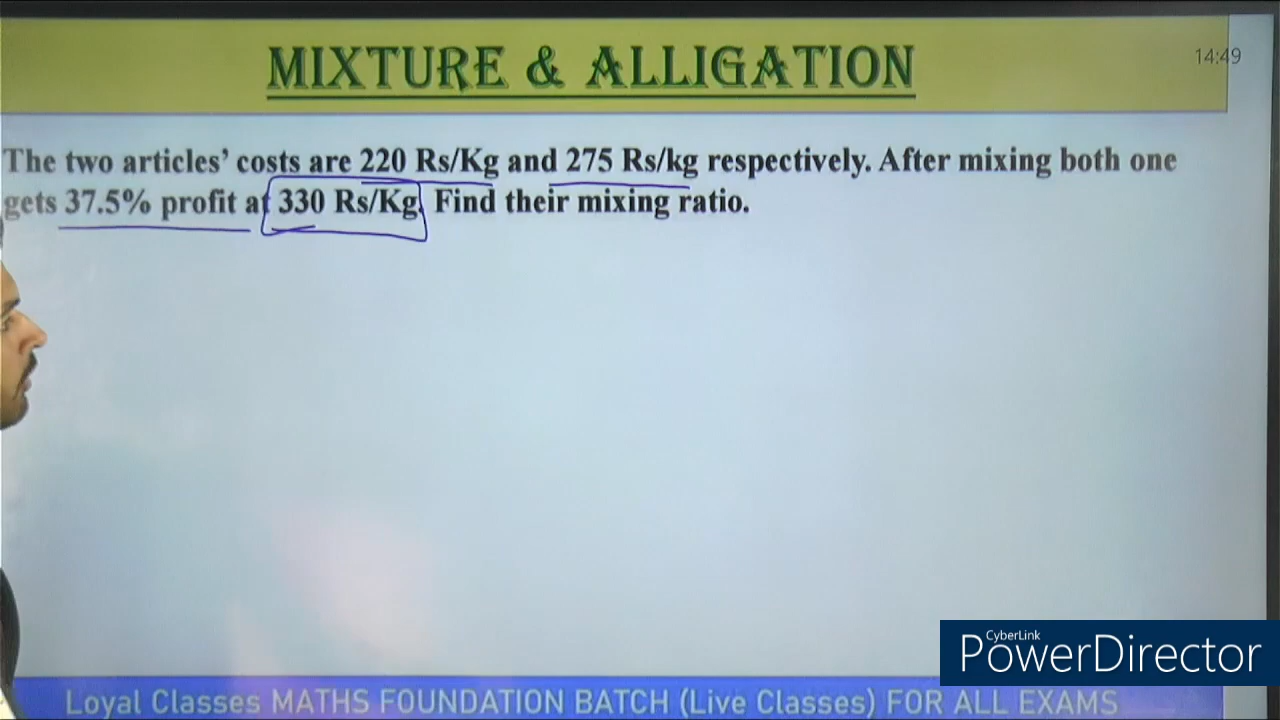 MIXTURE & ALLIGATION
14:49
The two articles' costs are 220 Rs/Kg and 275 Rs/kg respectively. After mixing both one
gets 37.5% profit at 330 Rs/Kg. Find their mixing ratio.
CyberLink
PowerDirector
Loyal Classes MATHS FOUNDATION BATCH (Live Classes) FOR ALL EXAMS